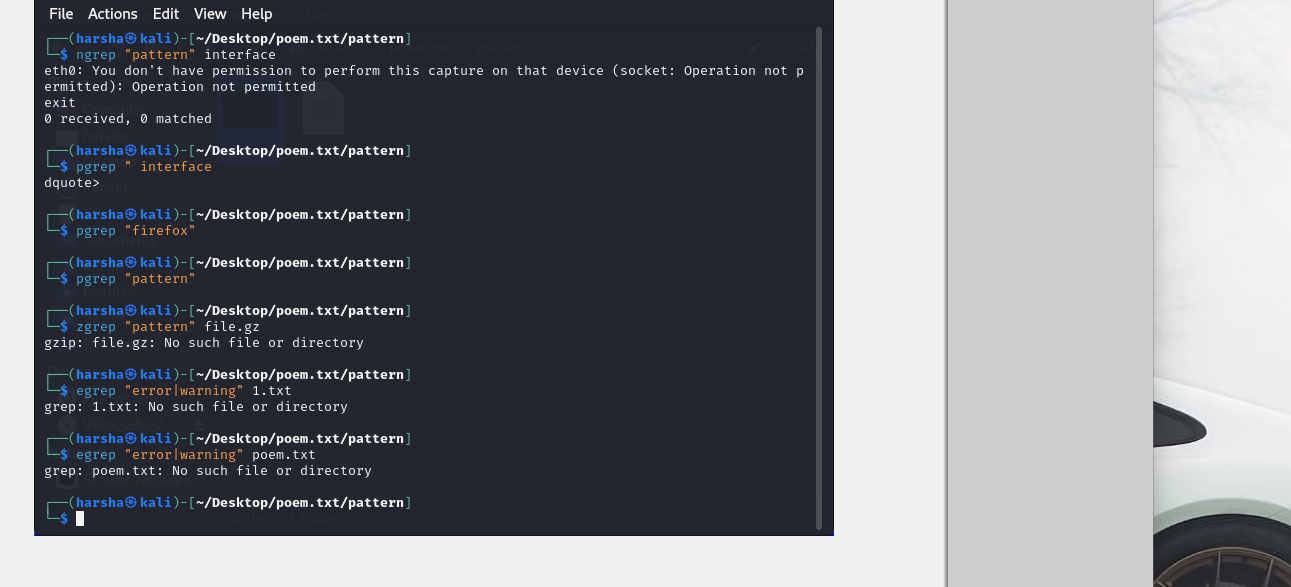 File Actions Edit View Help
┌──(harsha㉿kali)-[~/Desktop/poem.txt/pattern]
└─$ ngrep "pattern" interface
eth0: You don't have permission to perform this capture on that device (socket: Operation not p
ermitted): Operation not permitted
exit
0 received, 0 matched
┌──(harsha㉿kali)-[~/Desktop/poem.txt/pattern]
└─$ pgrep " interface
dquote>
┌──(harsha㉿kali)-[~/Desktop/poem.txt/pattern]
└─$ pgrep "firefox"
┌──(harsha㉿kali)-[~/Desktop/poem.txt/pattern]
└─$ pgrep "pattern"
┌──(harsha㉿kali)-[~/Desktop/poem.txt/pattern]
└─$ zgrep "pattern" file.gz
gzip: file.gz: No such file or directory
┌──(harsha㉿kali)-[~/Desktop/poem.txt/pattern]
└─$ egrep "error|warning" 1.txt
grep: 1.txt: No such file or directory
┌──(harsha㉿kali)-[~/Desktop/poem.txt/pattern]
└─$ egrep "error|warning" poem.txt
grep: poem.txt: No such file or directory
┌──(harsha㉿kali)-[~/Desktop/poem.txt/pattern]
└─$